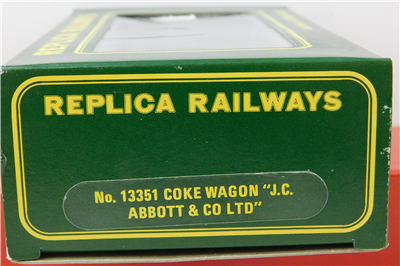 REPLICA RAILWAYS
No. 13351 COKE WAGON "J.C.
ABBOTT & CO LTD"